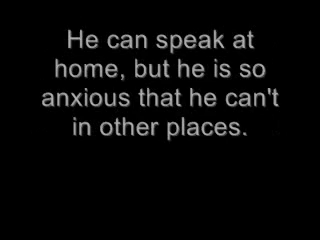 He can speak at
home, but he is so
anxious that he can't
in other places.